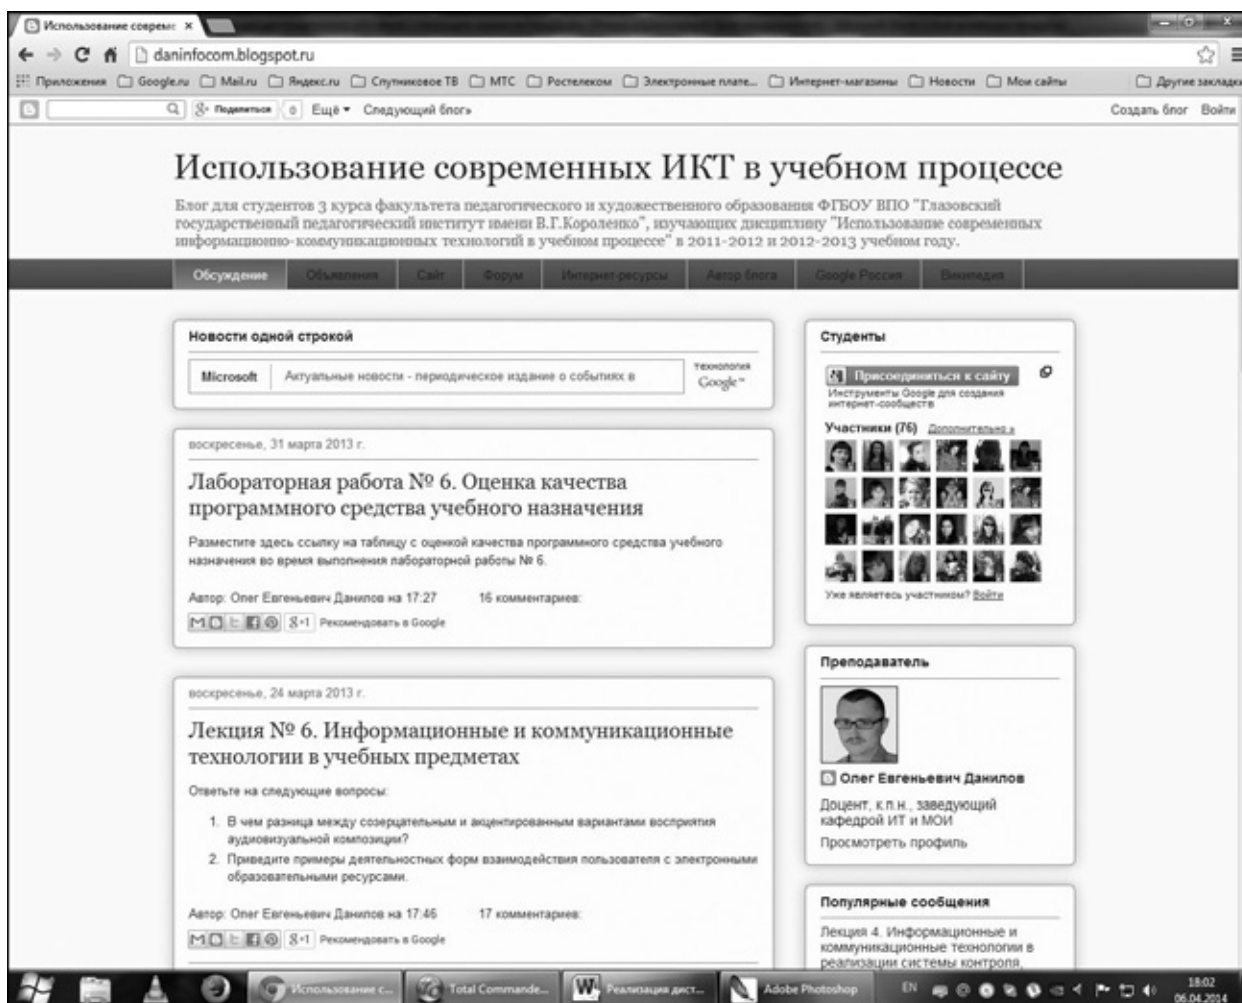 Использование совреме ×
daninfocom.blogspot.ru
Приложения Google.ru Mail.ru Яндекс.ru Спутниковое ТВ МТС Ростелеком Электронные плате... Интернет-магазины Новости Мои сайты Другие закладки
g+ Поделиться 0 Ещё Следующий блог» Создать блог Войти
Использование современных ИКТ в учебном процессе
Блог для студентов 3 курса факультета педагогического и художественного образования ФГБОУ ВПО "Глазовский
государственный педагогический институт имени В.Г.Короленко", изучающих дисциплину "Использование современных
информационно-коммуникационных технологий в учебном процессе" в 2011-2012 и 2012-2013 учебном году.
Обсуждение Объявления Сайт Форум Интернет-ресурсы Автор блога Google Россия Википедия
Новости одной строкой
Microsoft Актуальные новости - периодическое издание о событиях в
технология
Google™
воскресенье, 31 марта 2013 г.
Лабораторная работа № 6. Оценка качества
программного средства учебного назначения
Разместите здесь ссылку на таблицу с оценкой качества программного средства учебного
назначения во время выполнения лабораторной работы № 6.
Автор: Олег Евгеньевич Данилов на 17:27 16 комментариев:
g+1 Рекомендовать в Google
воскресенье, 24 марта 2013 г.
Лекция № 6. Информационные и коммуникационные
технологии в учебных предметах
Ответьте на следующие вопросы:
1. В чем разница между созерцательным и акцентированным вариантами восприятия
аудиовизуальной композиции?
2. Приведите примеры деятельностных форм взаимодействия пользователя с электронными
образовательными ресурсами.
Автор: Олег Евгеньевич Данилов на 17:46 17 комментариев:
g+1 Рекомендовать в Google
Студенты
Присоединиться к сайту
Инструменты Google для создания
интернет-сообществ
Участники (76) Дополнительно »
Уже являетесь участником? Войти
Преподаватель
Олег Евгеньевич Данилов
Доцент, к.п.н., заведующий
кафедрой ИТ и МОИ
Просмотреть профиль
Популярные сообщения
Лекция 4. Информационные и
коммуникационные технологии в
реализации системы контроля,
Использование с... Total Commande... Реализация дист... Adobe Photoshop EN 18:02
06.04.2014